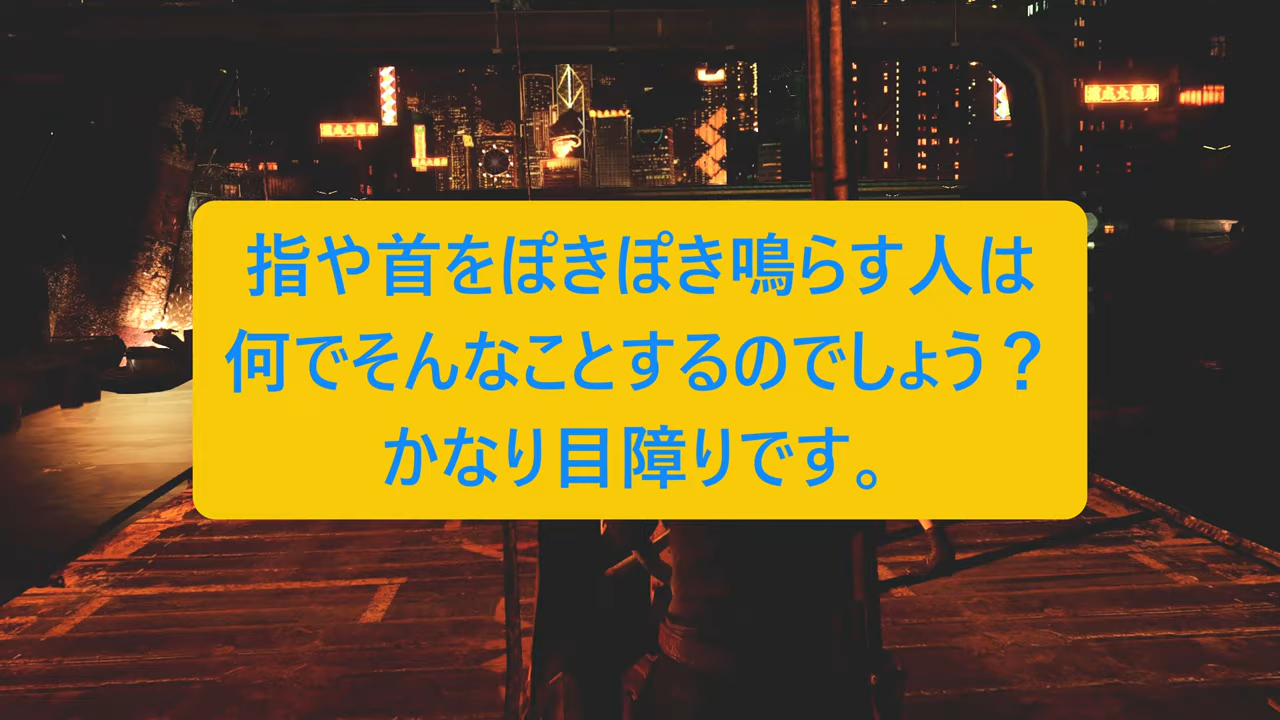 指や首をぽきぽき鳴らす人は
何でそんなことするのでしょう？
かなり目障りです。